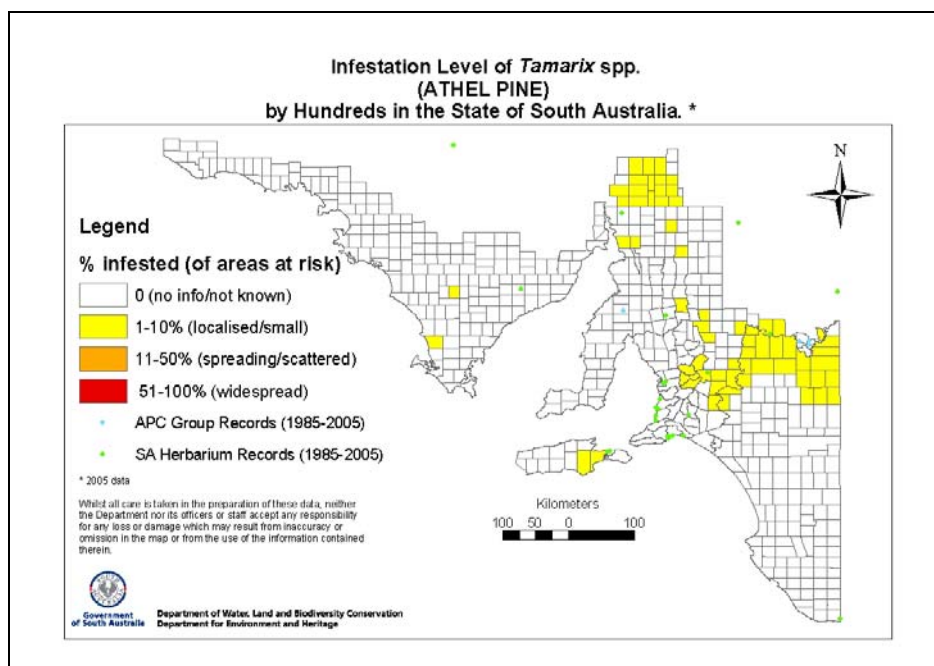 Infestation Level of Tamarix spp.
(ATHEL PINE)
by Hundreds in the State of South Australia. *
N
Legend
% infested (of areas at risk)
0 (no info/not known)
1-10% (localised/small)
11-50% (spreading/scattered)
51-100% (widespread)
APC Group Records (1985-2005)
SA Herbarium Records (1985-2005)
* 2005 data
Whilst all care is taken in the preparation of these data, neither
the Department nor its officers or staff accept any responsibility
for any loss or damage which may result from inaccuracy or
omission in the map or from the use of the information contained
therein.
Kilometers
100 50 0 100
Government
of South Australia
Department of Water, Land and Biodiversity Conservation
Department for Environment and Heritage